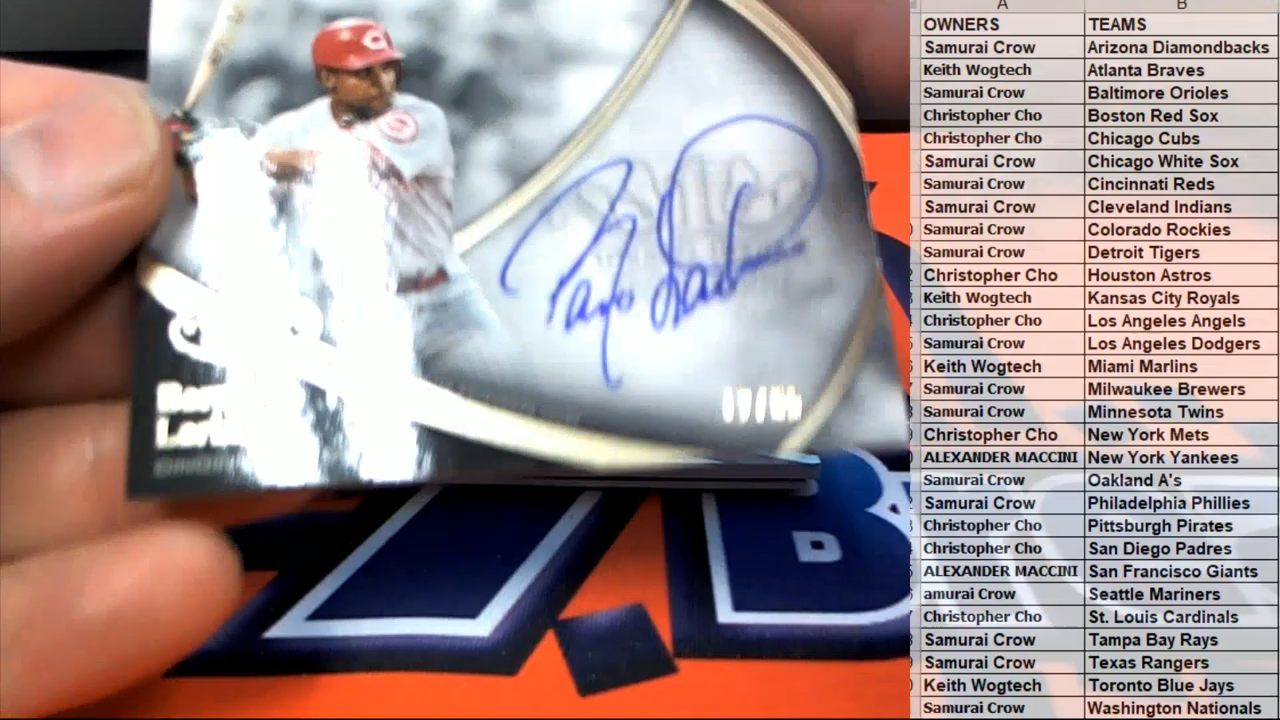 A B
OWNERS TEAMS
Samurai Crow Arizona Diamondbacks
Keith Wogtech Atlanta Braves
Samurai Crow Baltimore Orioles
Christopher Cho Boston Red Sox
Christopher Cho Chicago Cubs
Samurai Crow Chicago White Sox
Samurai Crow Cincinnati Reds
Samurai Crow Cleveland Indians
Samurai Crow Colorado Rockies
Samurai Crow Detroit Tigers
Christopher Cho Houston Astros
Keith Wogtech Kansas City Royals
Christopher Cho Los Angeles Angels
Samurai Crow Los Angeles Dodgers
Keith Wogtech Miami Marlins
Samurai Crow Milwaukee Brewers
Samurai Crow Minnesota Twins
Christopher Cho New York Mets
ALEXANDER MACCINI New York Yankees
Samurai Crow Oakland A's
Samurai Crow Philadelphia Phillies
Christopher Cho Pittsburgh Pirates
Christopher Cho San Diego Padres
ALEXANDER MACCINI San Francisco Giants
amurai Crow Seattle Mariners
Christopher Cho St. Louis Cardinals
Samurai Crow Tampa Bay Rays
Samurai Crow Texas Rangers
Keith Wogtech Toronto Blue Jays
Samurai Crow Washington Nationals